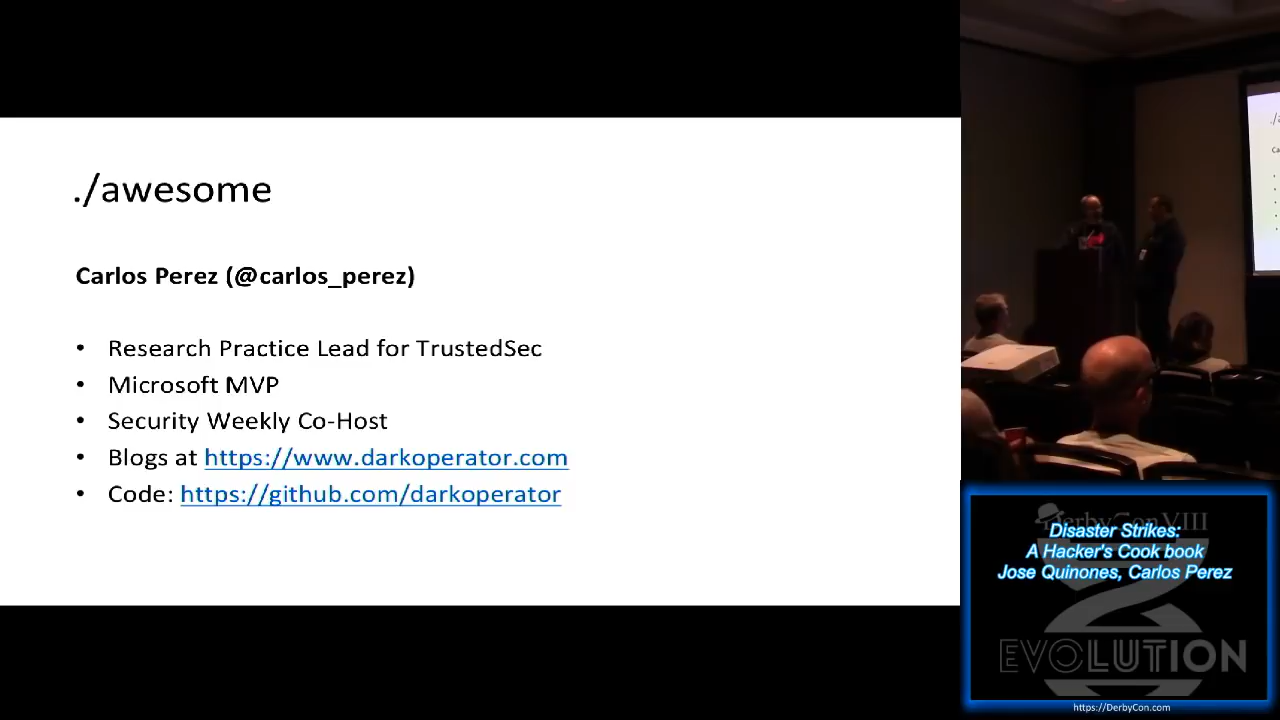 ./awesome
Carlos Perez (@carlos_perez)
• Research Practice Lead for TrustedSec
• Microsoft MVP
• Security Weekly Co-Host
• Blogs at https://www.darkoperator.com
• Code: https://github.com/darkoperator
DerbyCon VIII
Disaster Strikes:
A Hacker's Cook book
Jose Quinones, Carlos Perez
EVOLUTION
https://DerbyCon.com